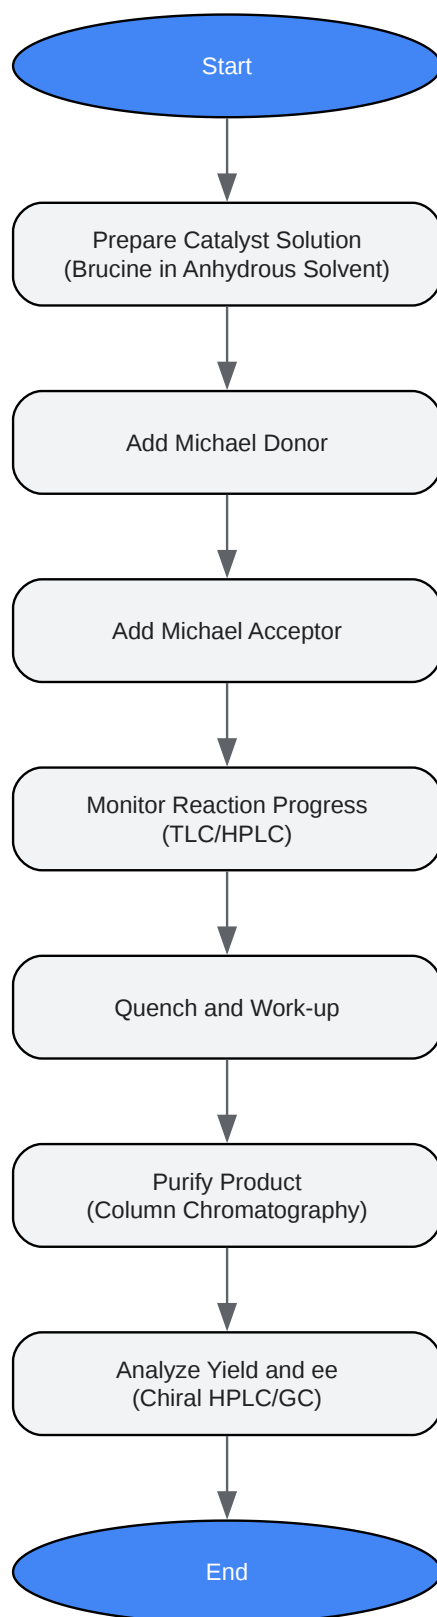 Start
Prepare Catalyst Solution
(Brucine in Anhydrous Solvent)
Add Michael Donor
Add Michael Acceptor
Monitor Reaction Progress
(TLC/HPLC)
Quench and Work-up
Purify Product
(Column Chromatography)
Analyze Yield and ee
(Chiral HPLC/GC)
End